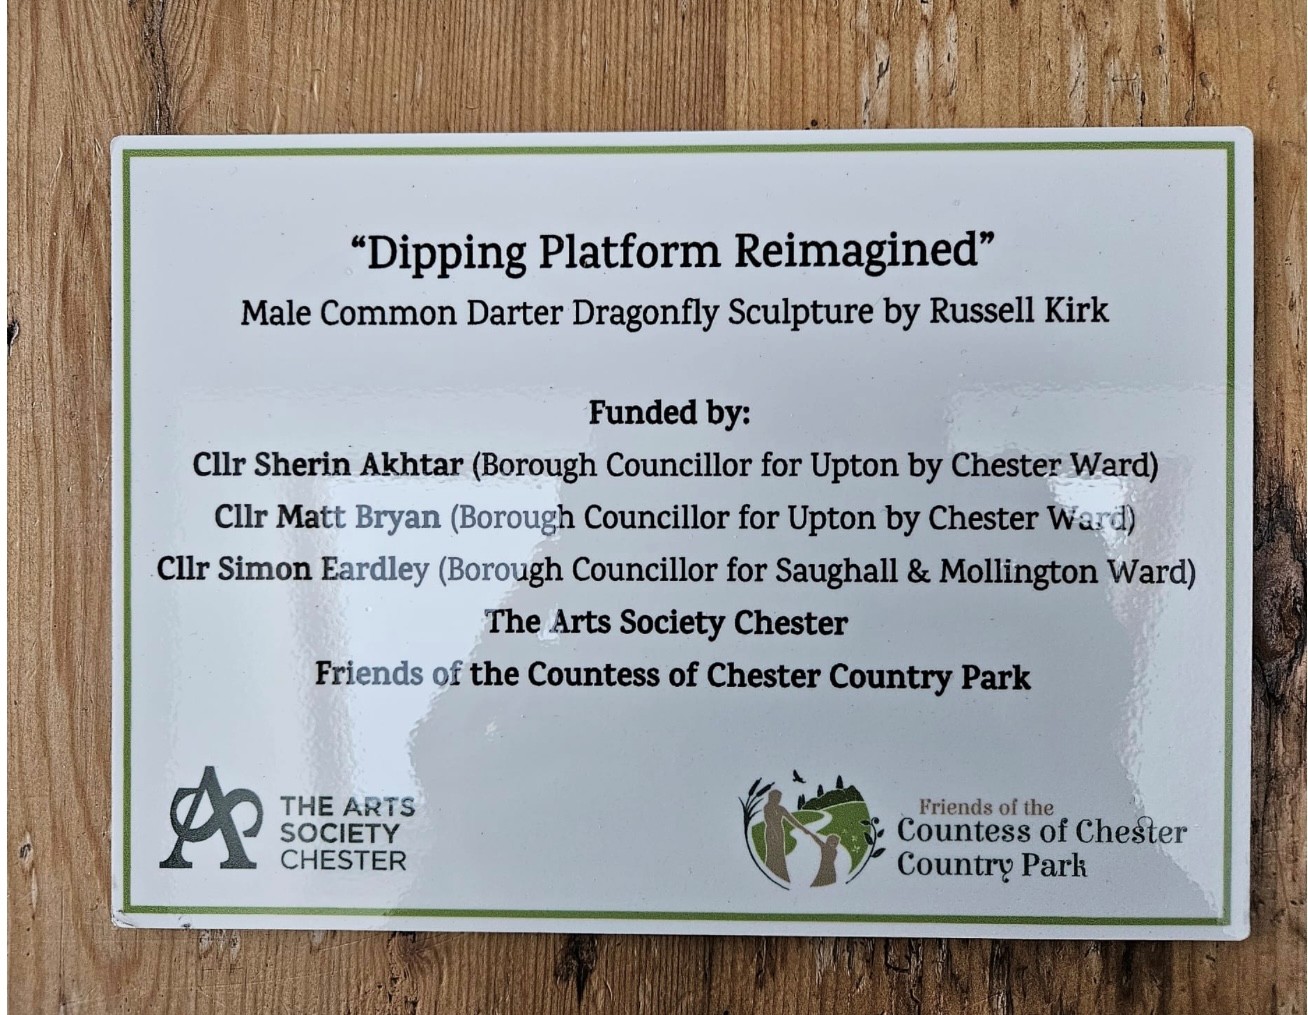 “Dipping Platform Reimagined”
Male Common Darter Dragonfly Sculpture by Russell Kirk
Funded by:
Cllr Sherin Akhtar (Borough Councillor for Upton by Chester Ward)
Cllr Matt Bryan (Borough Councillor for Upton by Chester Ward)
Cllr Simon Eardley (Borough Councillor for Saughall & Mollington Ward)
The Arts Society Chester
Friends of the Countess of Chester Country Park
THE ARTS
SOCIETY
CHESTER
Friends of the
Countess of Chester
Country Park